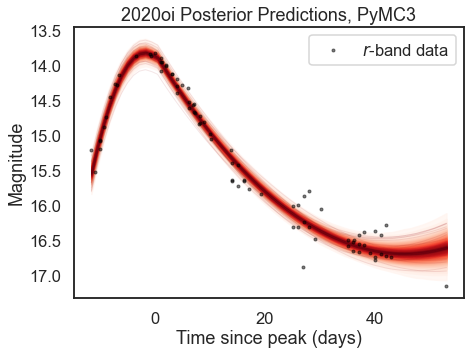 2020oi Posterior Predictions, PyMC3
r-band data
Magnitude
13.5
14.0
14.5
15.0
15.5
16.0
16.5
17.0
0 20 40
Time since peak (days)